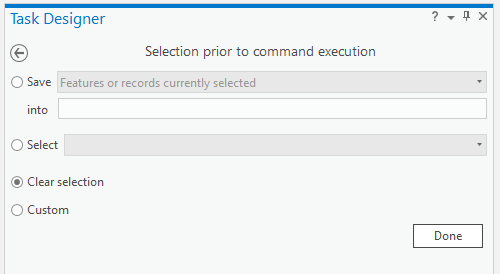 Task Designer ?
Selection prior to command execution
Save Features or records currently selected
into
Select
Clear selection
Custom
Done